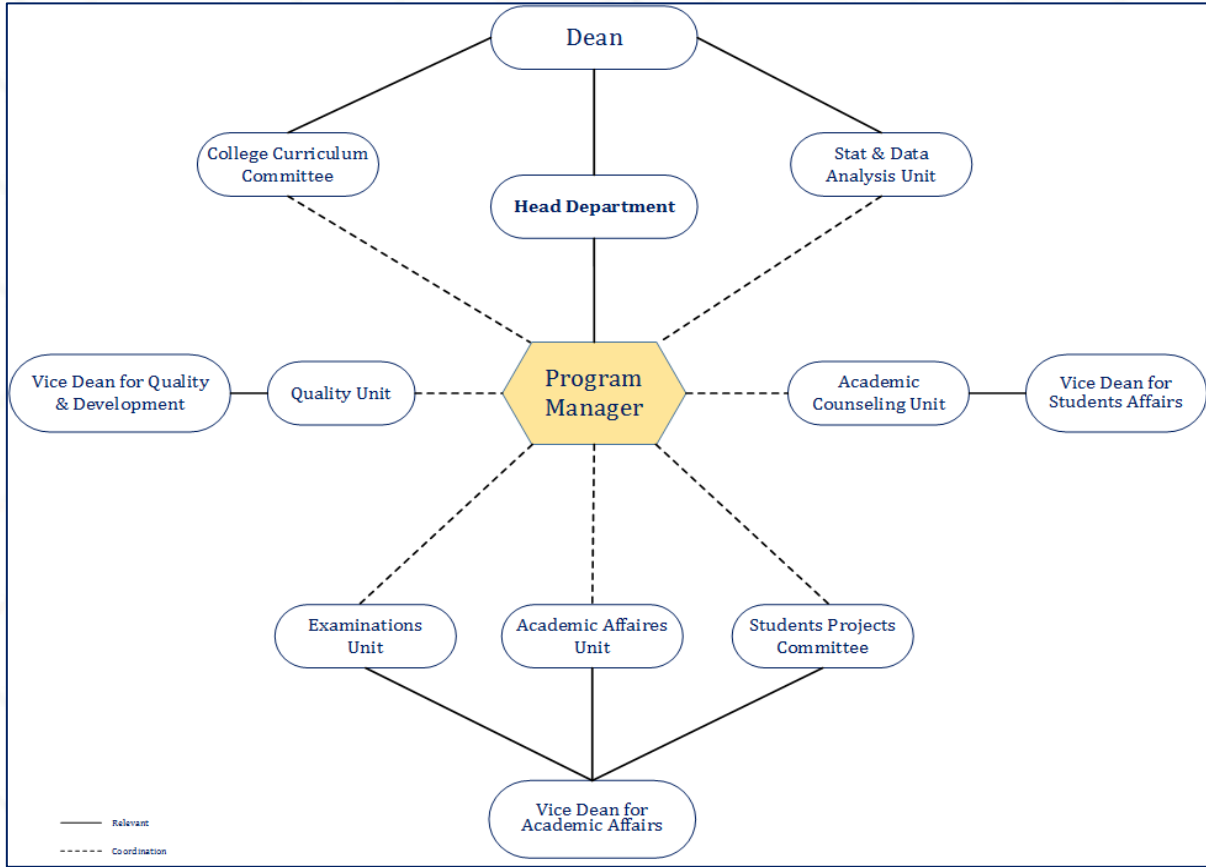 Dean
College Curriculum
Committee
Stat & Data
Analysis Unit
Head Department
Vice Dean for Quality
& Development
Quality Unit
Program
Manager
Academic
Counseling Unit
Vice Dean for
Students Affairs
Examinations
Unit
Academic Affaires
Unit
Students Projects
Committee
Vice Dean for
Academic Affairs
Relevant
Coordination